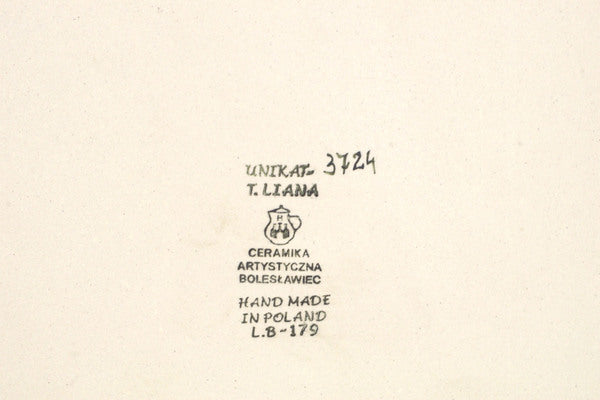 UNIKAT- 3724
T. LIANA
H
CERAMIKA
ARTYSTYCZNA
BOLESŁAWIEC
HAND MADE
IN POLAND
L.B-179